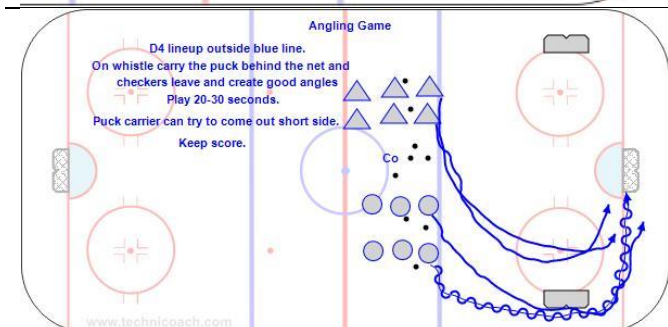 Angling Game
D4 lineup outside blue line.
On whistle carry the puck behind the net and
checkers leave and create good angles
Play 20-30 seconds.
Puck carrier can try to come out short side.
Keep score.
Co
www.technicoach.com